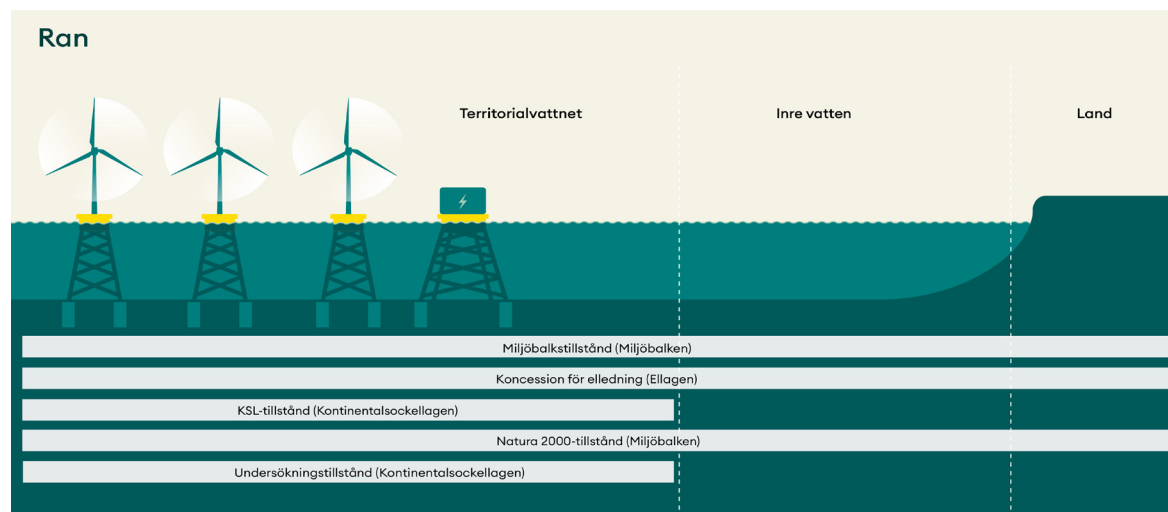 Ran
Territorialvattnet
Inre vatten
Land
Miljöbalkstillstånd (Miljöbalken)
Koncession för elledning (Ellagen)
KSL-tillstånd (Kontinentalsockellagen)
Natura 2000-tillstånd (Miljöbalken)
Undersökningstillstånd (Kontinentalsockellagen)